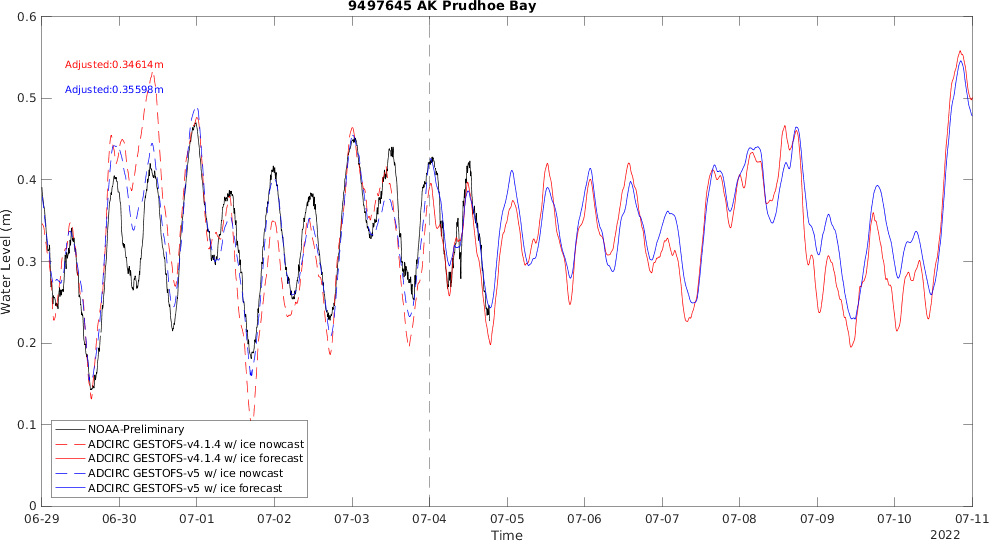 9497645 AK Prudhoe Bay
0.6
0.5
0.4
0.3
0.2
0.1
0
Water Level (m)
Adjusted:0.34614m
Adjusted:0.35598m
NOAA-Preliminary
ADCIRC GESTOFS-v4.1.4 w/ ice nowcast
ADCIRC GESTOFS-v4.1.4 w/ ice forecast
ADCIRC GESTOFS-v5 w/ ice nowcast
ADCIRC GESTOFS-v5 w/ ice forecast
06-29 06-30 07-01 07-02 07-03 07-04 07-05 07-06 07-07 07-08 07-09 07-10 07-11
Time
2022